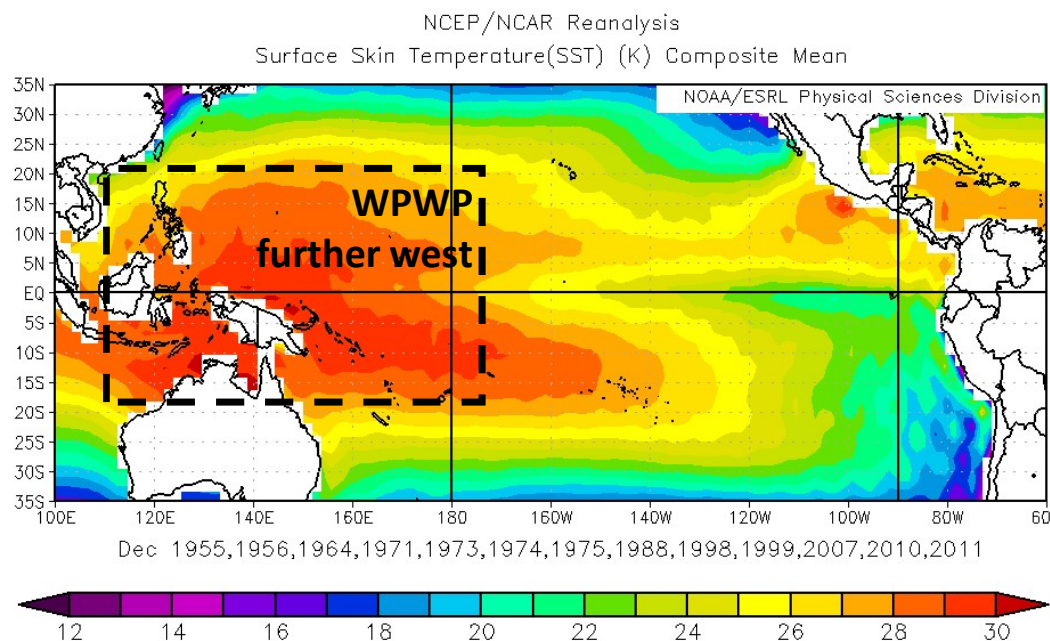 NCEP/NCAR Reanalysis
Surface Skin Temperature(SST) (K) Composite Mean
NOAA/ESRL Physical Sciences Division
35N
30N
25N
20N
15N
10N
5N
EQ
5S
10S
15S
20S
25S
30S
35S
WPWP
further west
100E 120E 140E 160E 180 160W 140W 120W 100W 80W 60
Dec 1955,1956,1964,1971,1973,1974,1975,1988,1998,1999,2007,2010,2011
12 14 16 18 20 22 24 26 28 30